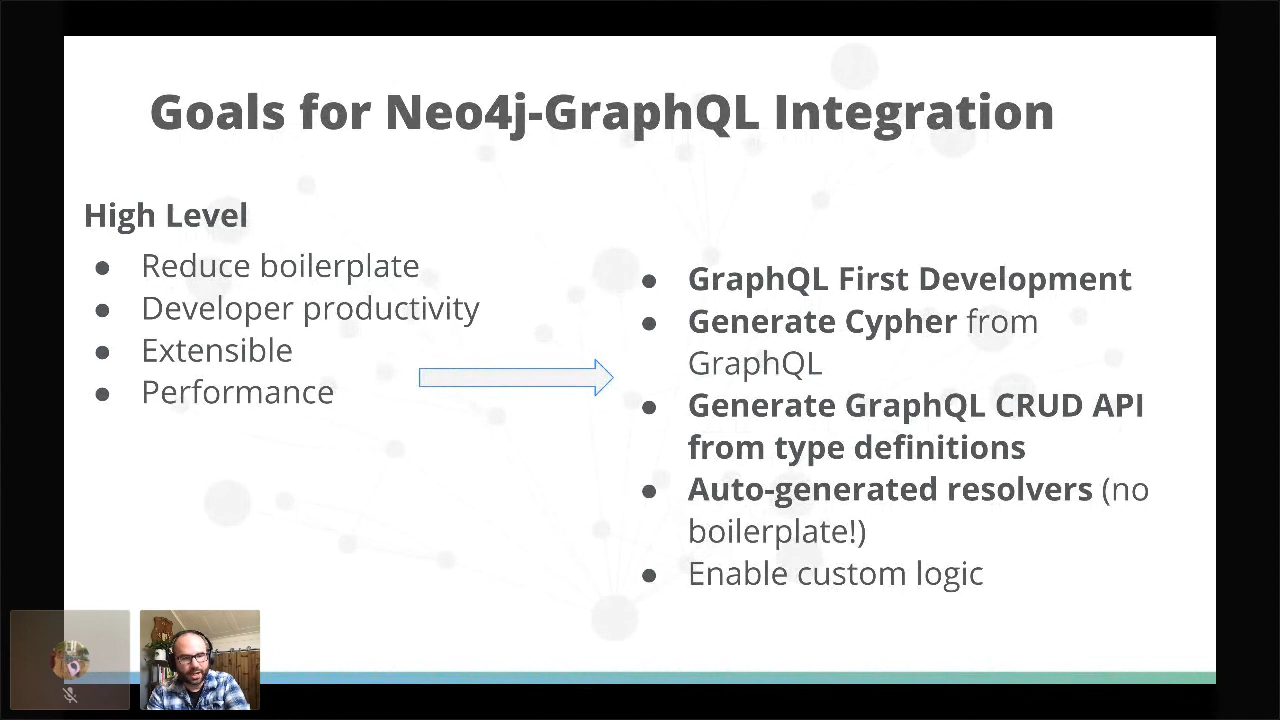 Goals for Neo4j-GraphQL Integration
High Level
● Reduce boilerplate
● Developer productivity
● Extensible
● Performance
● GraphQL First Development
● Generate Cypher from
GraphQL
● Generate GraphQL CRUD API
from type definitions
● Auto-generated resolvers (no
boilerplate!)
● Enable custom logic